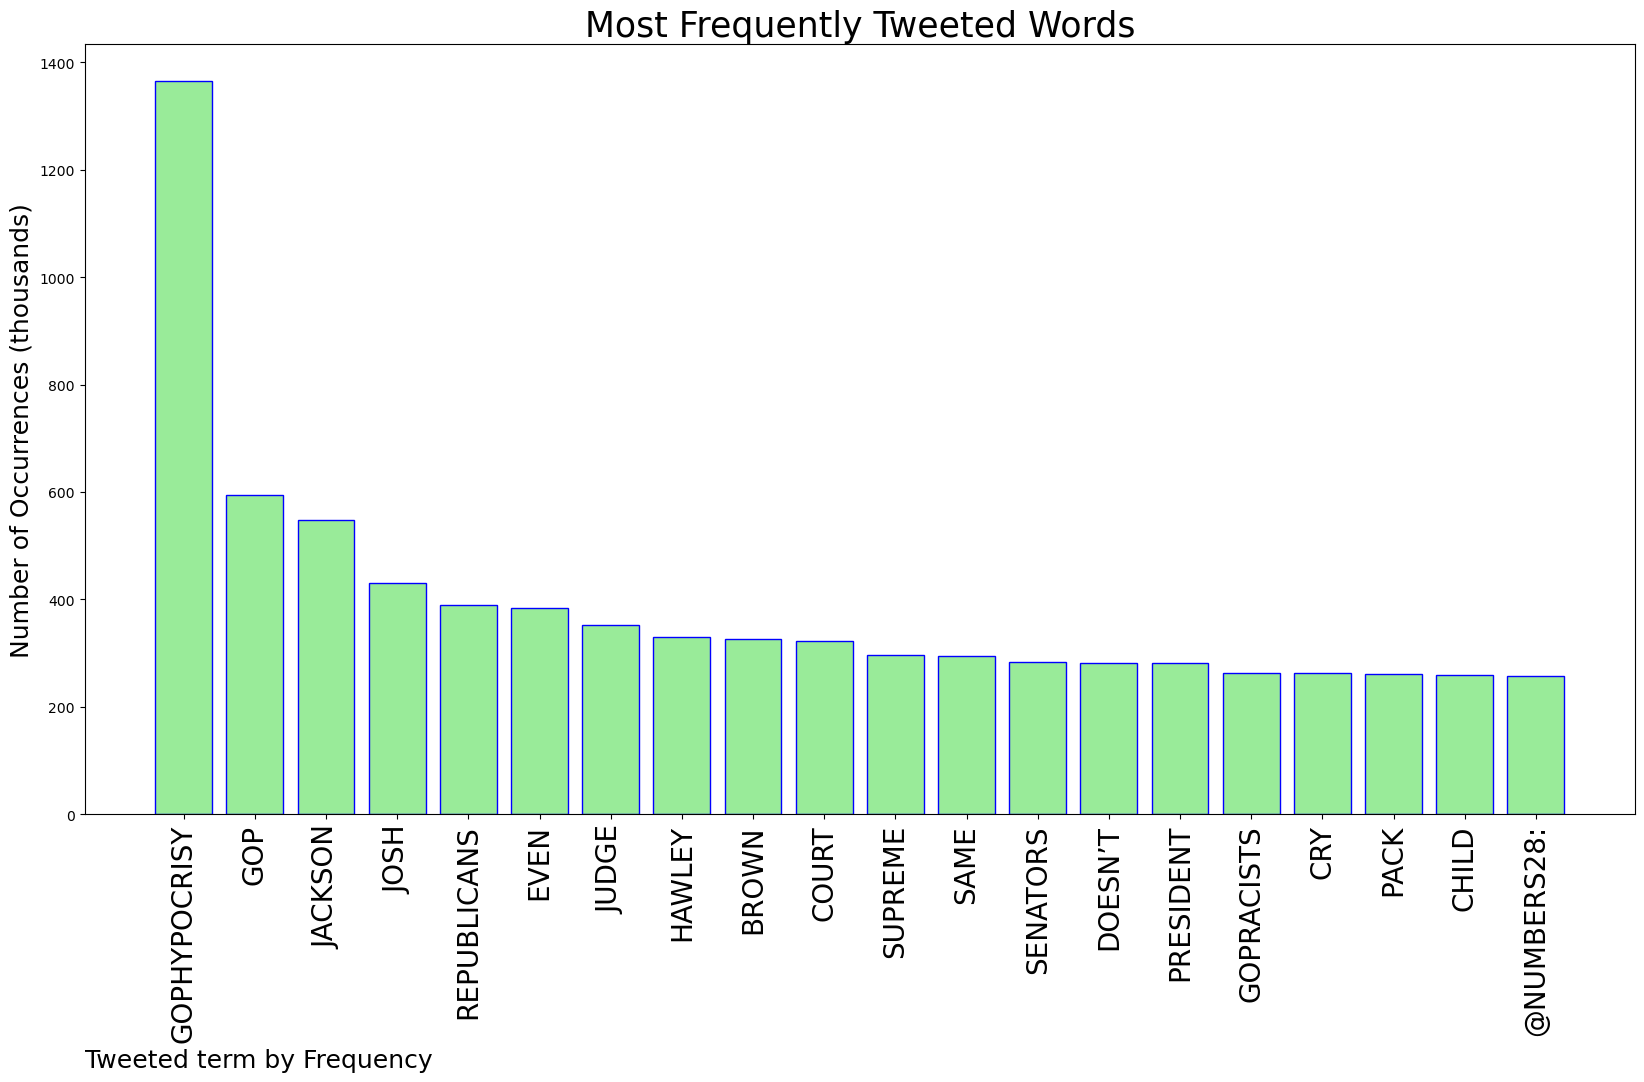 Most Frequently Tweeted Words
Number of Occurrences (thousands)
1400
1200
1000
800
600
400
200
0
GOPHYPOCRISY
GOP
JACKSON
JOSH
REPUBLICANS
EVEN
JUDGE
HAWLEY
BROWN
COURT
SUPREME
SAME
SENATORS
DOESN’T
PRESIDENT
GOPRACISTS
CRY
PACK
CHILD
@NUMBERS28:
Tweeted term by Frequency